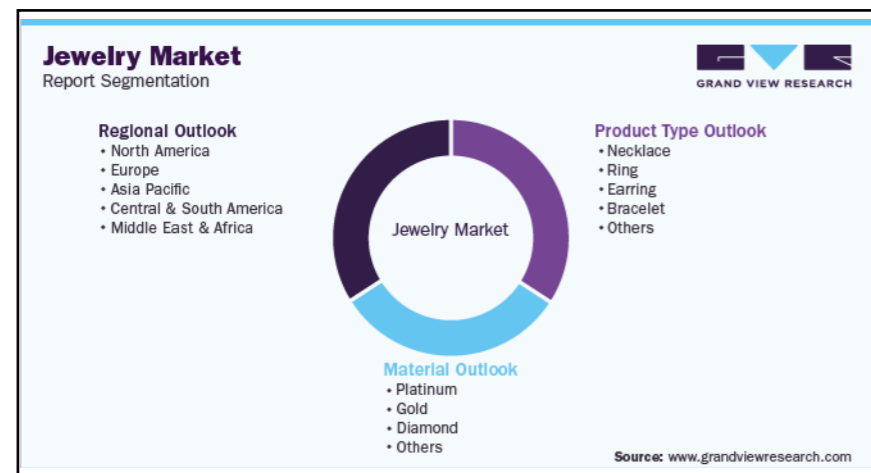 Jewelry Market
Report Segmentation
GRAND VIEW RESEARCH
Regional Outlook
• North America
• Europe
• Asia Pacific
• Central & South America
• Middle East & Africa
Jewelry Market
Product Type Outlook
• Necklace
• Ring
• Earring
• Bracelet
• Others
Material Outlook
• Platinum
• Gold
• Diamond
• Others
Source: www.grandviewresearch.com